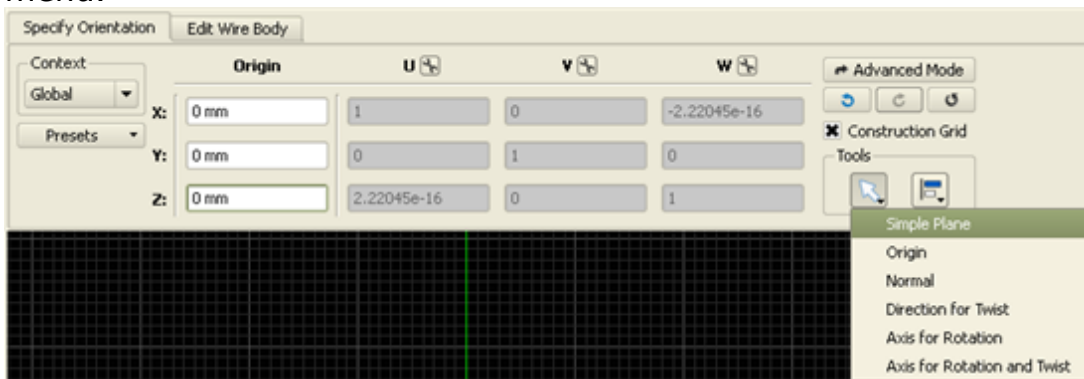 menu.
Specify Orientation Edit Wire Body
Context Origin U V W Advanced Mode
Global X: 0 mm 1 0 -2.22045e-16
Presets Construction Grid
Y: 0 mm 0 1 0 Tools
Z: 0 mm 2.22045e-16 0 1
Simple Plane
Origin
Normal
Direction for Twist
Axis for Rotation
Axis for Rotation and Twist